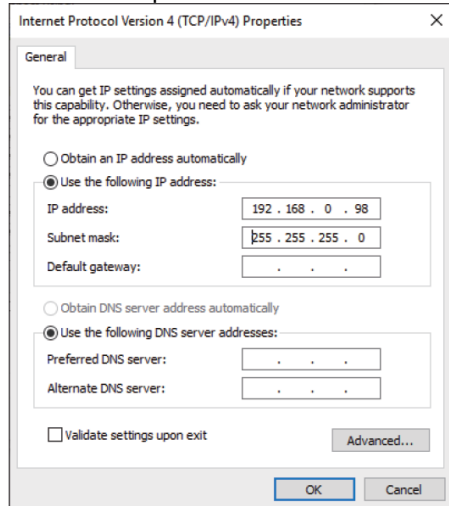 Internet Protocol Version 4 (TCP/IPv4) Properties
General
You can get IP settings assigned automatically if your network supports
this capability. Otherwise, you need to ask your network administrator
for the appropriate IP settings.
Obtain an IP address automatically
Use the following IP address:
IP address: 192 . 168 . 0 . 98
Subnet mask: 255 . 255 . 255 . 0
Default gateway: . . .
Obtain DNS server address automatically
Use the following DNS server addresses:
Preferred DNS server: . . .
Alternate DNS server: . . .
Validate settings upon exit
Advanced...
OK Cancel